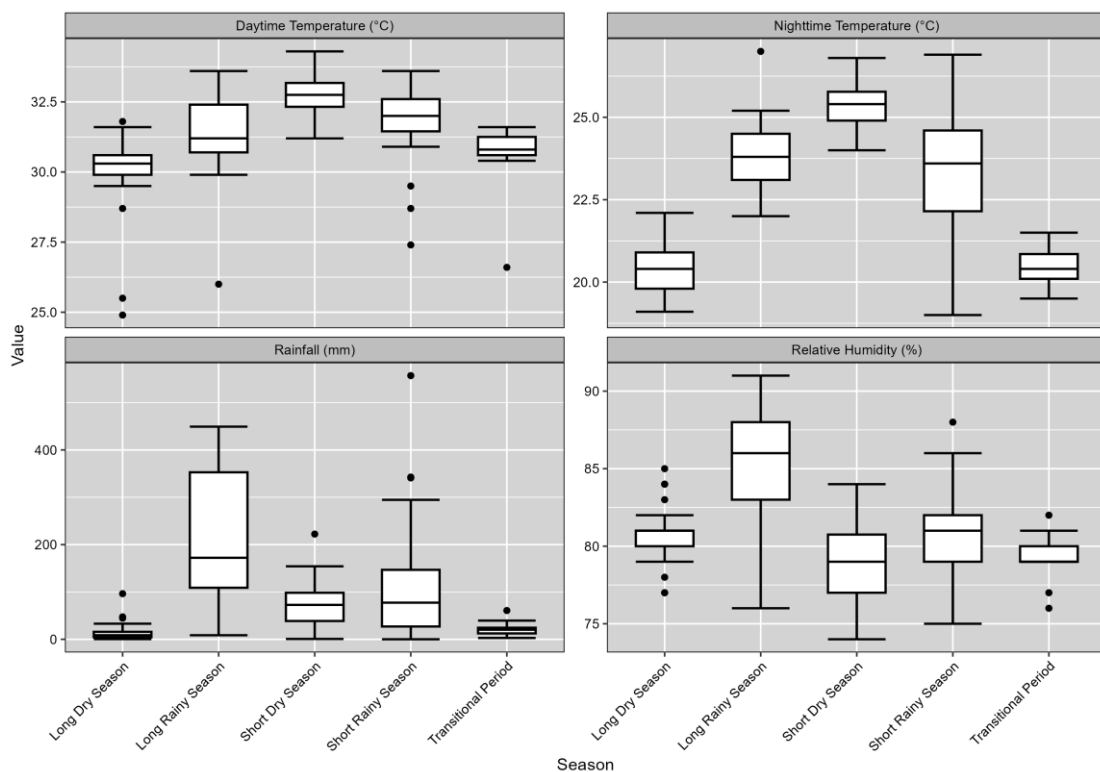 Daytime Temperature (°C)
Nighttime Temperature (°C)
32.5
30.0
27.5
25.0
25.0
22.5
20.0
Value
Rainfall (mm)
Relative Humidity (%)
400
200
0
90
85
80
75
Long Dry Season
Long Rainy Season
Short Dry Season
Short Rainy Season
Transitional Period
Long Dry Season
Long Rainy Season
Short Dry Season
Short Rainy Season
Transitional Period
Season